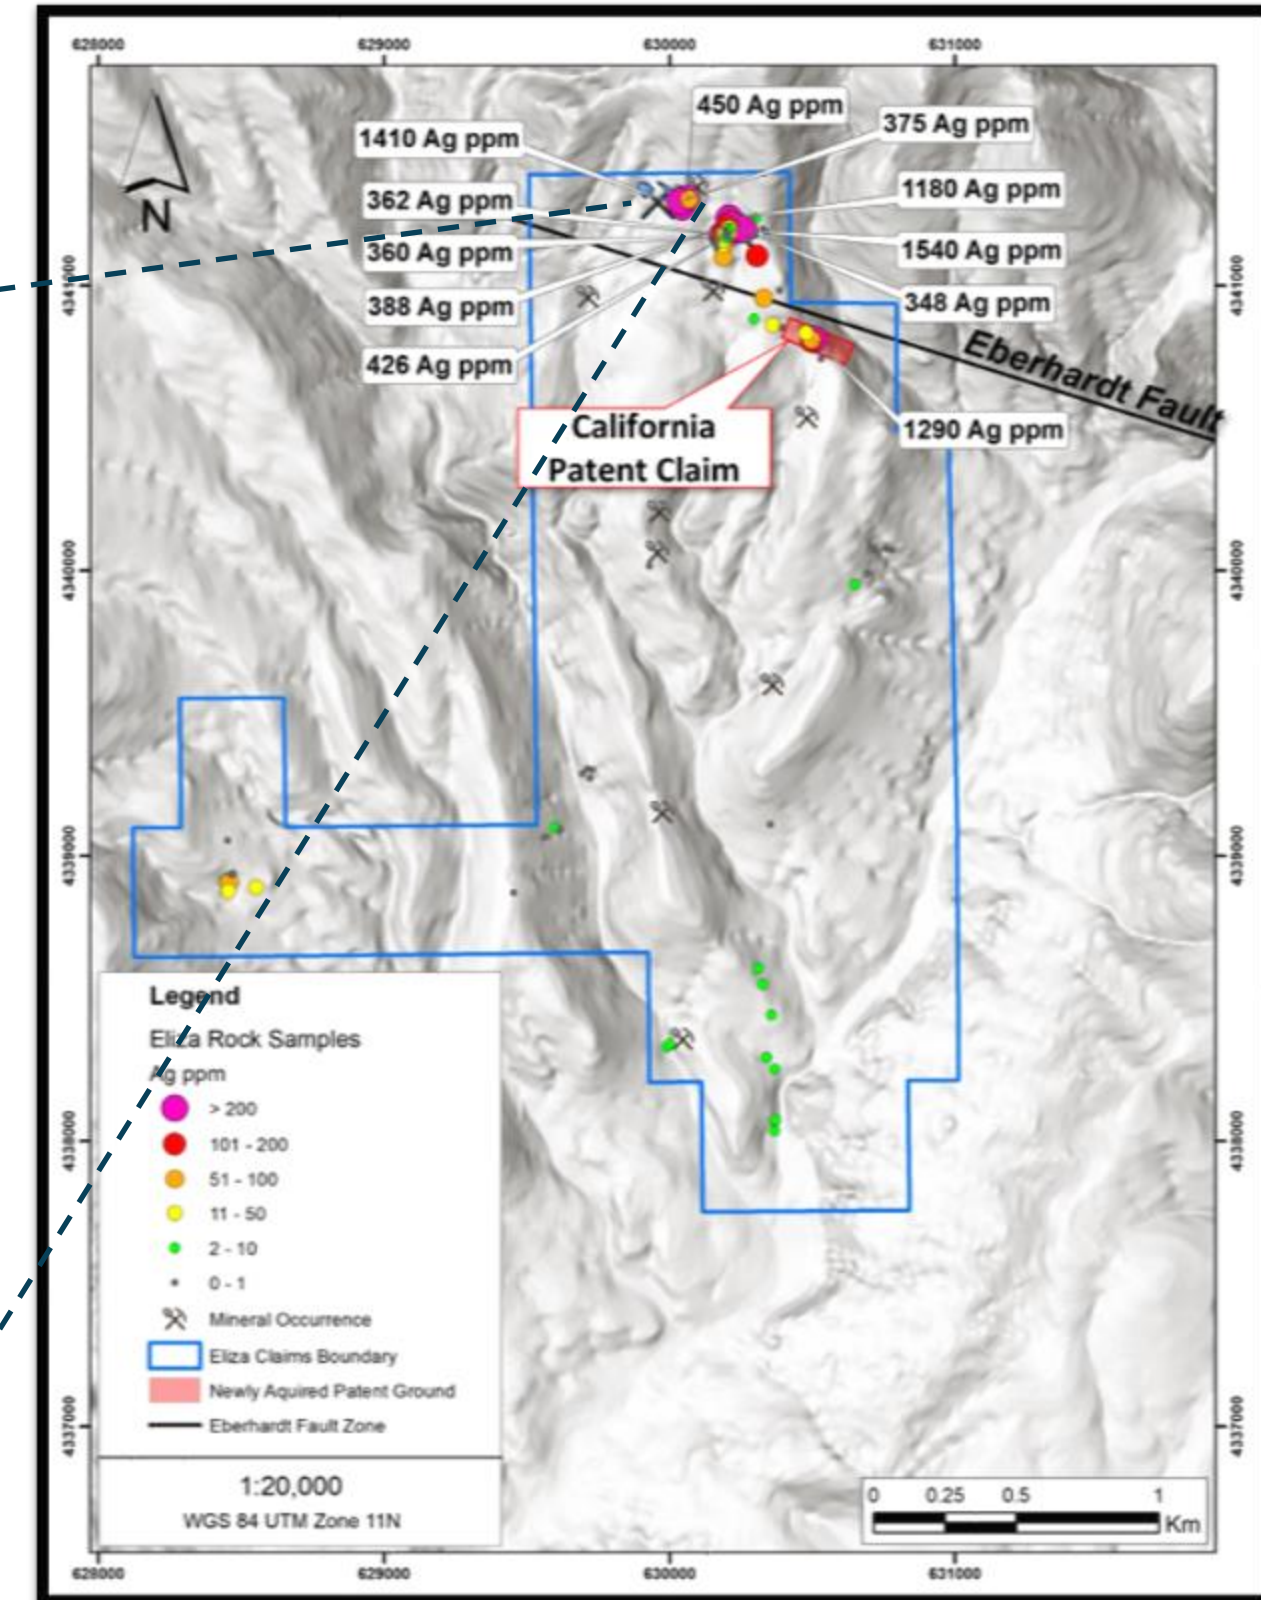 628000 629000 630000 631000
450 Ag ppm
375 Ag ppm
1410 Ag ppm
1180 Ag ppm
362 Ag ppm
N
1540 Ag ppm
360 Ag ppm
4341000
4341000
348 Ag ppm
388 Ag ppm
Eberhardt Fault
426 Ag ppm
California
Patent Claim
1290 Ag ppm
4340000
4340000
4339000
4339000
Legend
Eliza Rock Samples
Ag ppm
> 200
101 - 200
51 - 100
11 - 50
2 - 10
0 - 1
Mineral Occurrence
Eliza Claims Boundary
Newly Aquired Patent Ground
Eberhardt Fault Zone
4338000
4338000
4337000
4337000
1:20,000
WGS 84 UTM Zone 11N
0 0.25 0.5 1
Km
628000 629000 630000 631000